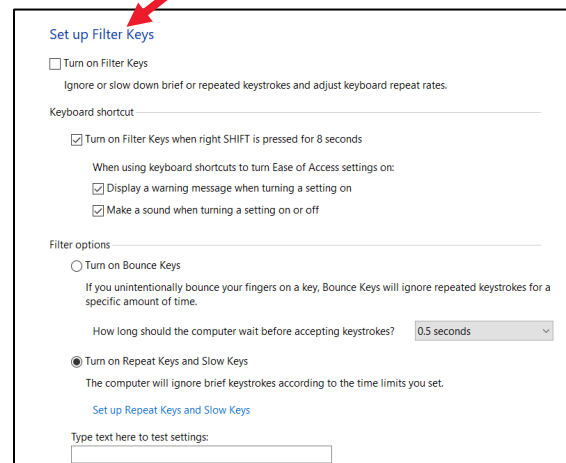 Set up Filter Keys
Turn on Filter Keys
Ignore or slow down brief or repeated keystrokes and adjust keyboard repeat rates.
Keyboard shortcut
Turn on Filter Keys when right SHIFT is pressed for 8 seconds
When using keyboard shortcuts to turn Ease of Access settings on:
Display a warning message when turning a setting on
Make a sound when turning a setting on or off
Filter options
Turn on Bounce Keys
If you unintentionally bounce your fingers on a key, Bounce Keys will ignore repeated keystrokes for a
specific amount of time.
How long should the computer wait before accepting keystrokes? 0.5 seconds
Turn on Repeat Keys and Slow Keys
The computer will ignore brief keystrokes according to the time limits you set.
Set up Repeat Keys and Slow Keys
Type text here to test settings: